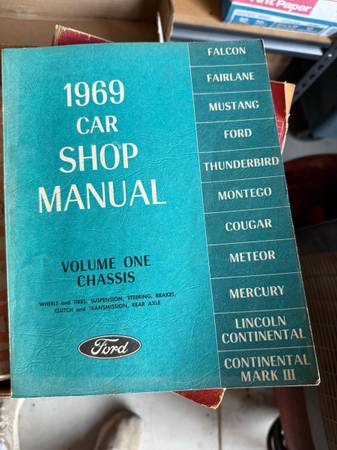 1969
CAR
SHOP
MANUAL
VOLUME ONE
CHASSIS
WHEELS and TIRES, SUSPENSION, STEERING, BRAKES,
CLUTCH and TRANSMISSION, REAR AXLE
Ford
FALCON
FAIRLANE
MUSTANG
FORD
THUNDERBIRD
MONTEGO
COUGAR
METEOR
MERCURY
LINCOLN
CONTINENTAL
CONTINENTAL
MARK III
Paper